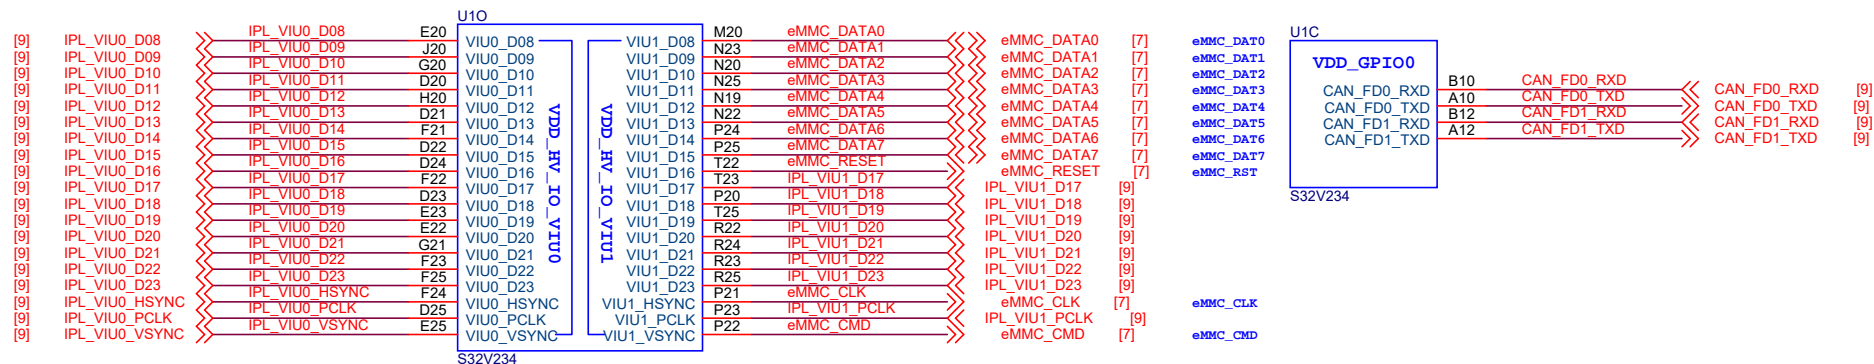 U1O
[9] IPL_VIU0_D08 IPL_VIU0_D08 E20 VIU0_D08 VIU1_D08 M20 eMMC_DATA0 eMMC_DATA0 [7] eMMC_DAT0
[9] IPL_VIU0_D09 IPL_VIU0_D09 J20 VIU0_D09 VIU1_D09 N23 eMMC_DATA1 eMMC_DATA1 [7] eMMC_DAT1
[9] IPL_VIU0_D10 IPL_VIU0_D10 G20 VIU0_D10 VIU1_D10 N20 eMMC_DATA2 eMMC_DATA2 [7] eMMC_DAT2
[9] IPL_VIU0_D11 IPL_VIU0_D11 D20 VIU0_D11 VIU1_D11 N25 eMMC_DATA3 eMMC_DATA3 [7] eMMC_DAT3
[9] IPL_VIU0_D12 IPL_VIU0_D12 H20 VIU0_D12 VIU1_D12 N19 eMMC_DATA4 eMMC_DATA4 [7] eMMC_DAT4
[9] IPL_VIU0_D13 IPL_VIU0_D13 D21 VIU0_D13 VIU1_D13 N22 eMMC_DATA5 eMMC_DATA5 [7] eMMC_DAT5
[9] IPL_VIU0_D14 IPL_VIU0_D14 F21 VIU0_D14 VIU1_D14 P24 eMMC_DATA6 eMMC_DATA6 [7] eMMC_DAT6
[9] IPL_VIU0_D15 IPL_VIU0_D15 D22 VIU0_D15 VIU1_D15 P25 eMMC_DATA7 eMMC_DATA7 [7] eMMC_DAT7
[9] IPL_VIU0_D16 IPL_VIU0_D16 D24 VIU0_D16 VIU1_D16 T22 eMMC_RESET eMMC_RESET [7] eMMC_RST
[9] IPL_VIU0_D17 IPL_VIU0_D17 F22 VIU0_D17 VIU1_D17 T23 IPL_VIU1_D17 IPL_VIU1_D17 [9]
[9] IPL_VIU0_D18 IPL_VIU0_D18 D23 VIU0_D18 VIU1_D18 P20 IPL_VIU1_D18 IPL_VIU1_D18 [9]
[9] IPL_VIU0_D19 IPL_VIU0_D19 E23 VIU0_D19 VIU1_D19 T25 IPL_VIU1_D19 IPL_VIU1_D19 [9]
[9] IPL_VIU0_D20 IPL_VIU0_D20 E22 VIU0_D20 VIU1_D20 R22 IPL_VIU1_D20 IPL_VIU1_D20 [9]
[9] IPL_VIU0_D21 IPL_VIU0_D21 G21 VIU0_D21 VIU1_D21 R24 IPL_VIU1_D21 IPL_VIU1_D21 [9]
[9] IPL_VIU0_D22 IPL_VIU0_D22 F23 VIU0_D22 VIU1_D22 R23 IPL_VIU1_D22 IPL_VIU1_D22 [9]
[9] IPL_VIU0_D23 IPL_VIU0_D23 F25 VIU0_D23 VIU1_D23 R25 IPL_VIU1_D23 IPL_VIU1_D23 [9]
[9] IPL_VIU0_HSYNC IPL_VIU0_HSYNC F24 VIU0_HSYNC VIU1_HSYNC P21 eMMC_CLK eMMC_CLK [7] eMMC_CLK
[9] IPL_VIU0_PCLK IPL_VIU0_PCLK D25 VIU0_PCLK VIU1_PCLK P23 IPL_VIU1_PCLK IPL_VIU1_PCLK [9]
[9] IPL_VIU0_VSYNC IPL_VIU0_VSYNC E25 VIU0_VSYNC VIU1_VSYNC P22 eMMC_CMD eMMC_CMD [7] eMMC_CMD
VDD_HV_IO_VIU0
VDD_HV_IO_VIU1
S32V234
U1C
VDD_GPIO0
CAN_FD0_RXD B10 CAN_FD0_RXD CAN_FD0_RXD [9]
CAN_FD0_TXD A10 CAN_FD0_TXD CAN_FD0_TXD [9]
CAN_FD1_RXD B12 CAN_FD1_RXD CAN_FD1_RXD [9]
CAN_FD1_TXD A12 CAN_FD1_TXD CAN_FD1_TXD [9]
S32V234